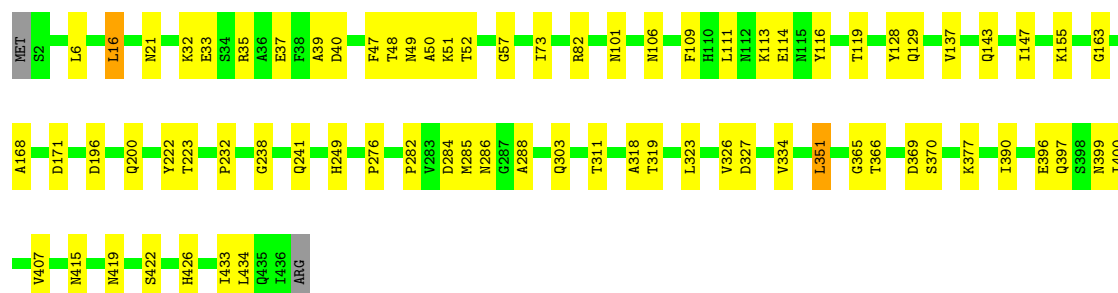 MET S2 L6 L16 N21 K32 E33 S34 R35 A36 E37 F38 A39 D40 F47 T48 N49 A50 K51 T52 G57 I73 R82 N101 N106 F109 H110 L111 N112 K113 E114 N115 Y116 T119 Y128 Q129 V137 Q143 I147 K155 G163
A168 D171 D196 Q200 Y222 T223 P232 G238 Q241 H249 P276 P282 V283 D284 M285 N286 G287 A288 Q303 T311 A318 T319 L323 V326 D327 V334 L351 G365 T366 D369 S370 K377 I390 E396 Q397 S398 N399
V407 N415 N419 S422 H426 I433 L434 Q435 I436 ARG